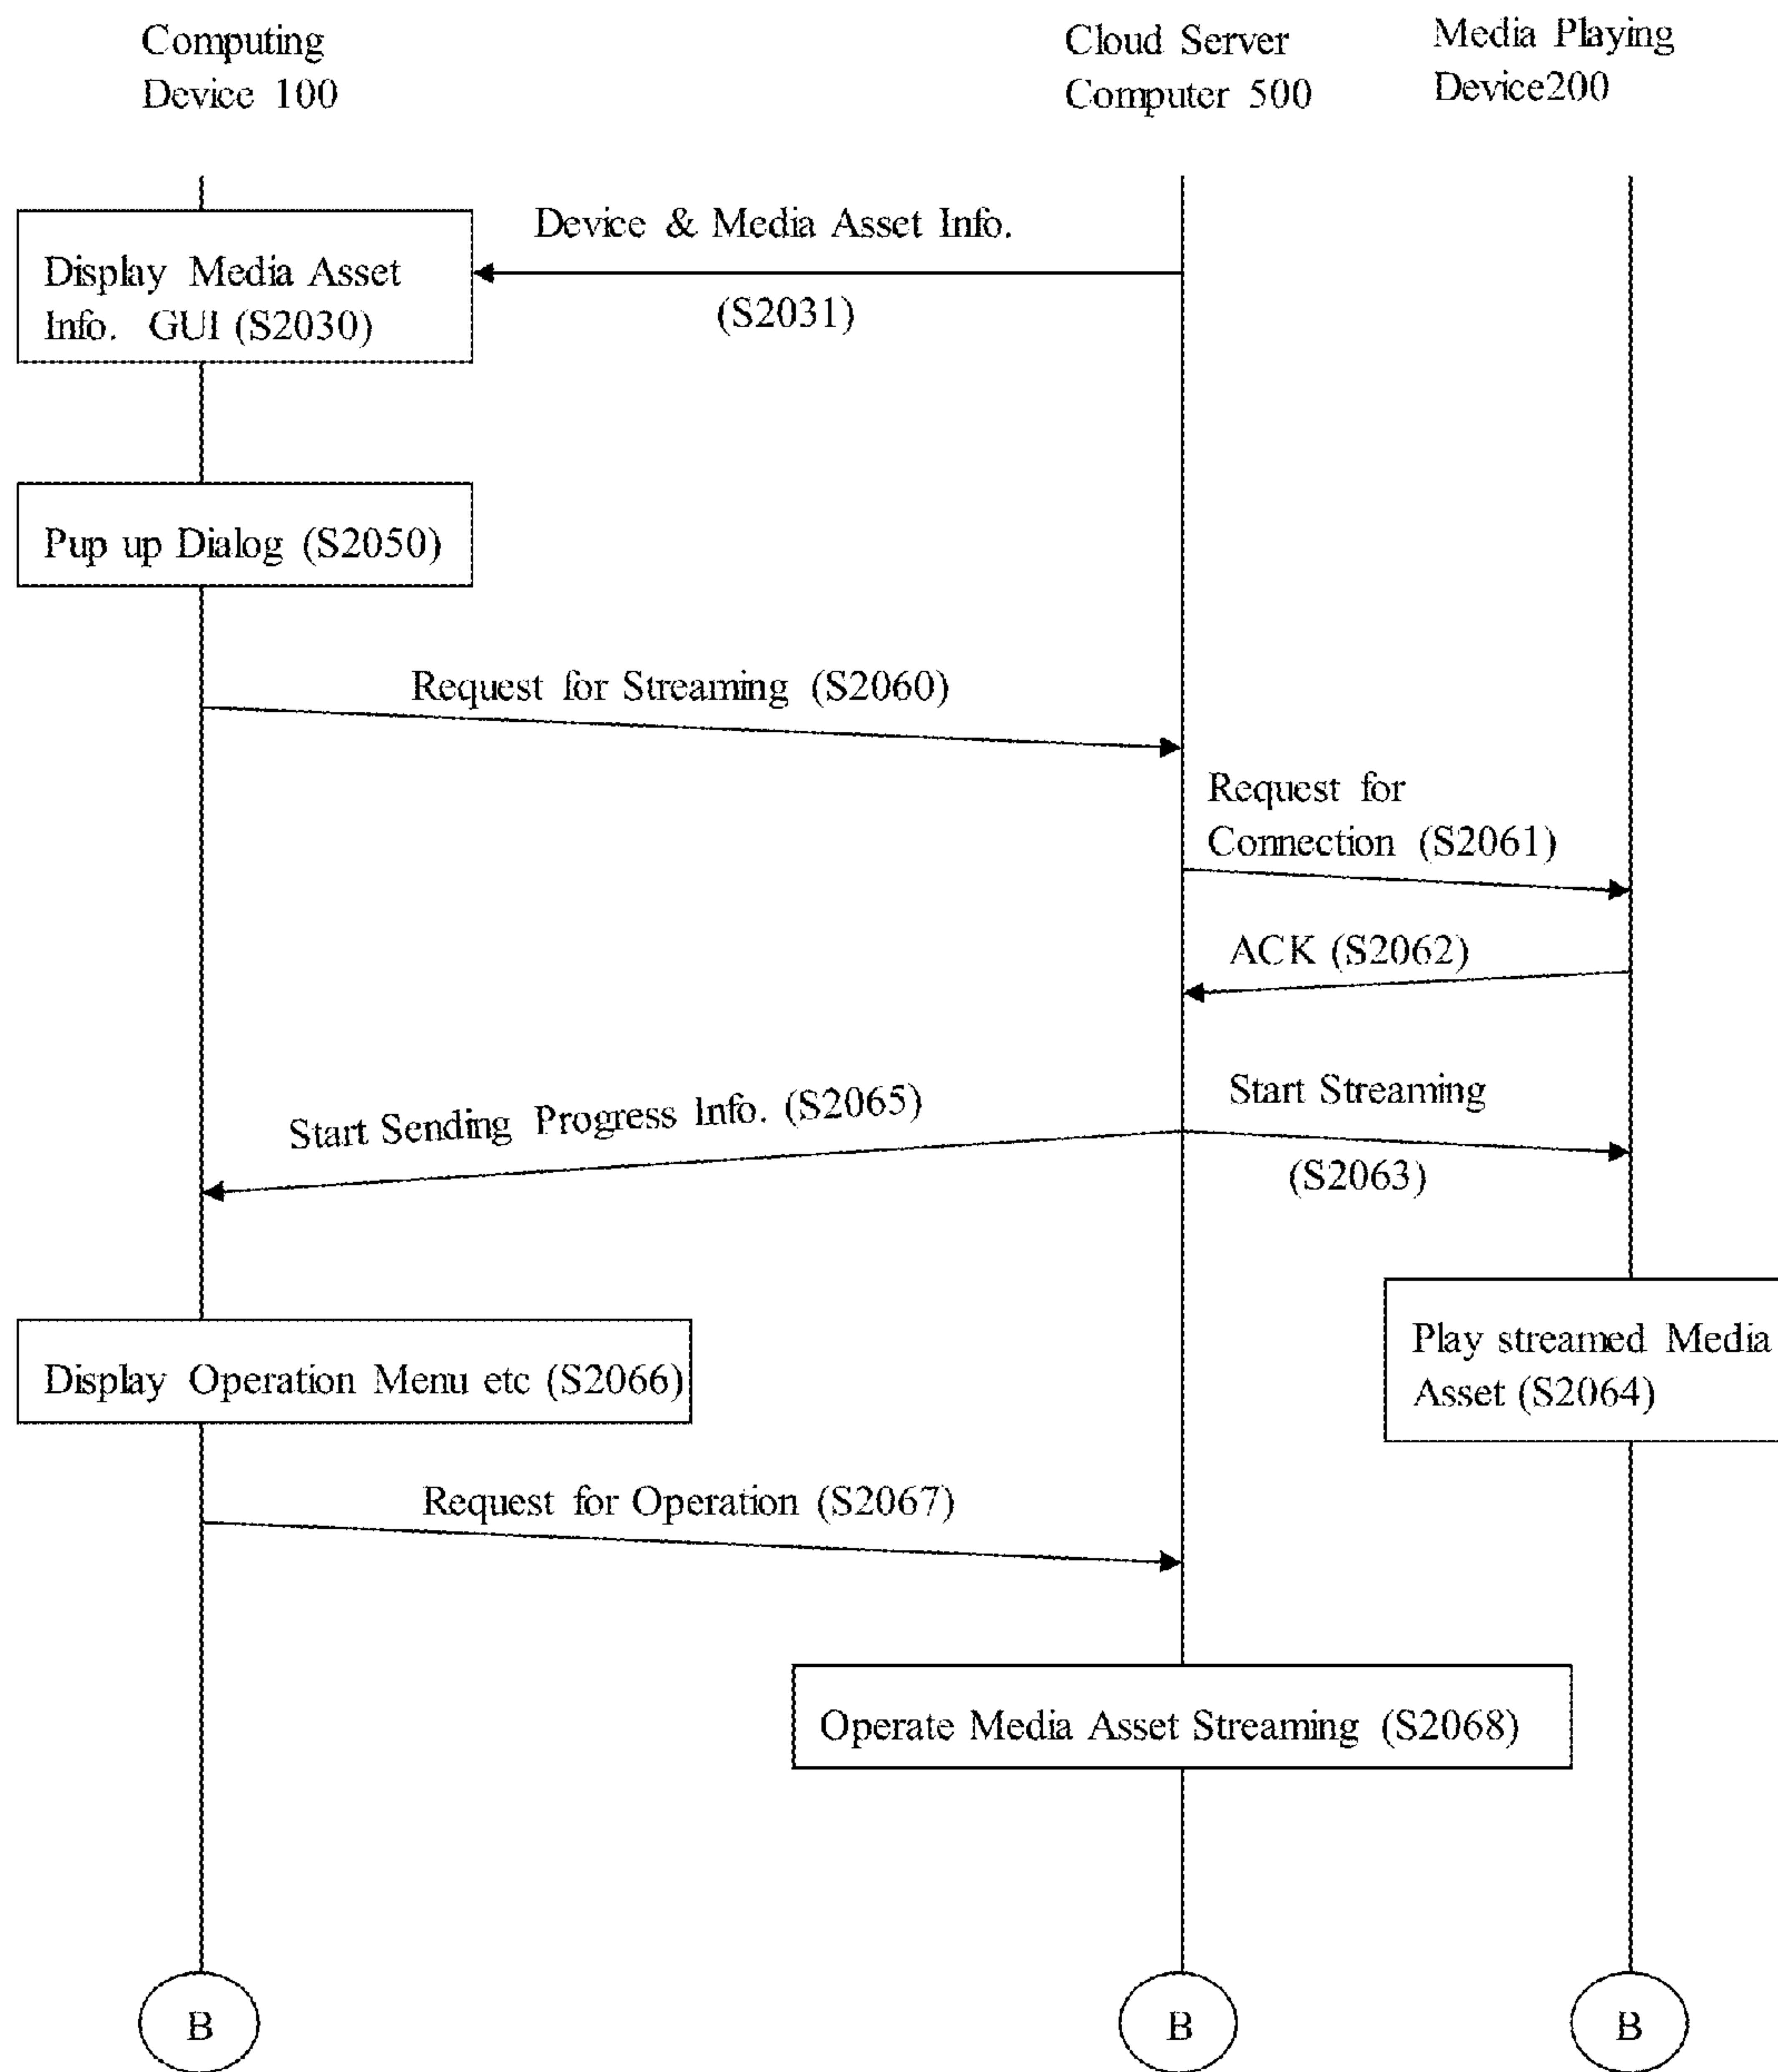 Computing
Device 100
Cloud Server
Computer 500
Media Playing
Device200
Device & Media Asset Info.
(S2031)
Display Media Asset
Info. GUI (S2030)
Pup up Dialog (S2050)
Request for Streaming (S2060)
Request for
Connection (S2061)
ACK (S2062)
Start Sending Progress Info. (S2065)
Start Streaming
(S2063)
Display Operation Menu etc (S2066)
Play streamed Media
Asset (S2064)
Request for Operation (S2067)
Operate Media Asset Streaming (S2068)
B
B
B